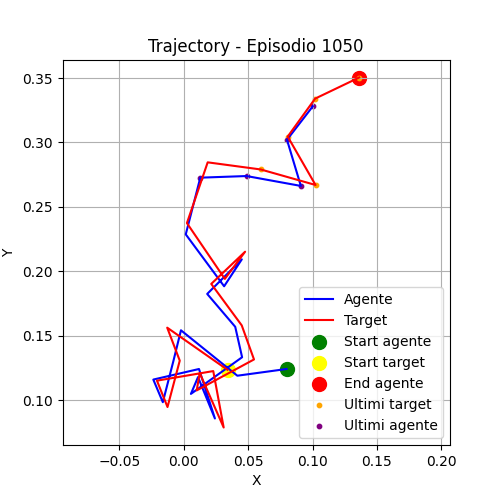 Trajectory - Episodio 1050
Y
0.35
0.30
0.25
0.20
0.15
0.10
−0.05
0.00
0.05
0.10
0.15
0.20
X
Agente
Target
Start agente
Start target
End agente
Ultimi target
Ultimi agente